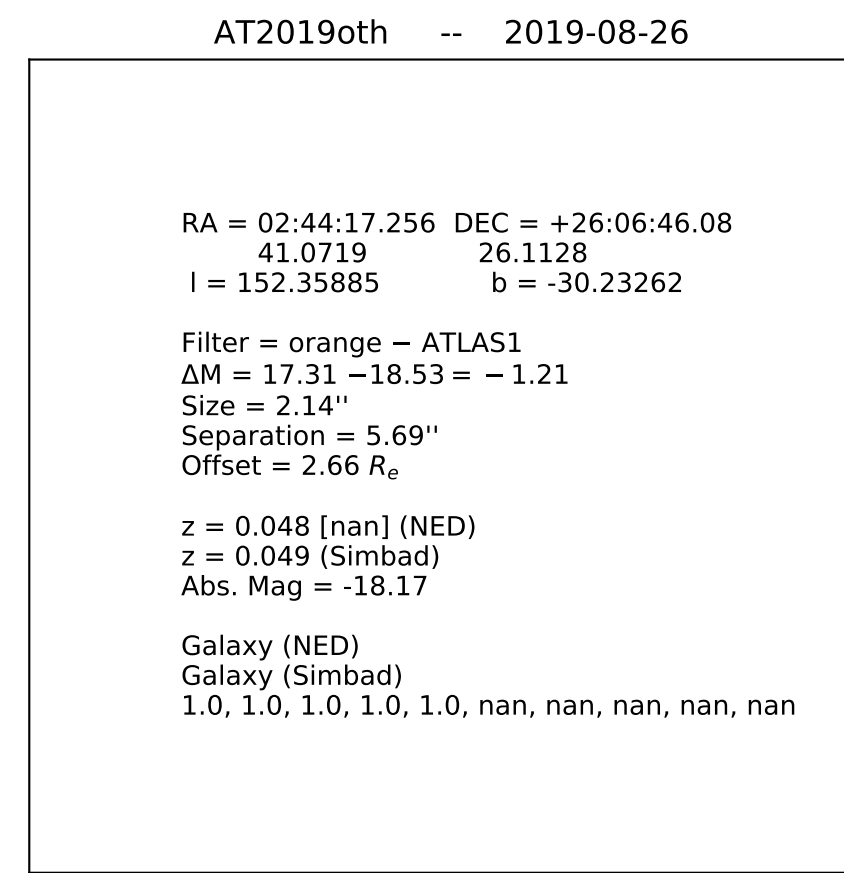 AT2019oth -- 2019-08-26
RA = 02:44:17.256 DEC = +26:06:46.08
41.0719 26.1128
l = 152.35885 b = -30.23262
Filter = orange − ATLAS1
ΔM = 17.31 −18.53 = − 1.21
Size = 2.14''
Separation = 5.69''
Offset = 2.66 Rₑ
z = 0.048 [nan] (NED)
z = 0.049 (Simbad)
Abs. Mag = -18.17
Galaxy (NED)
Galaxy (Simbad)
1.0, 1.0, 1.0, 1.0, 1.0, nan, nan, nan, nan, nan